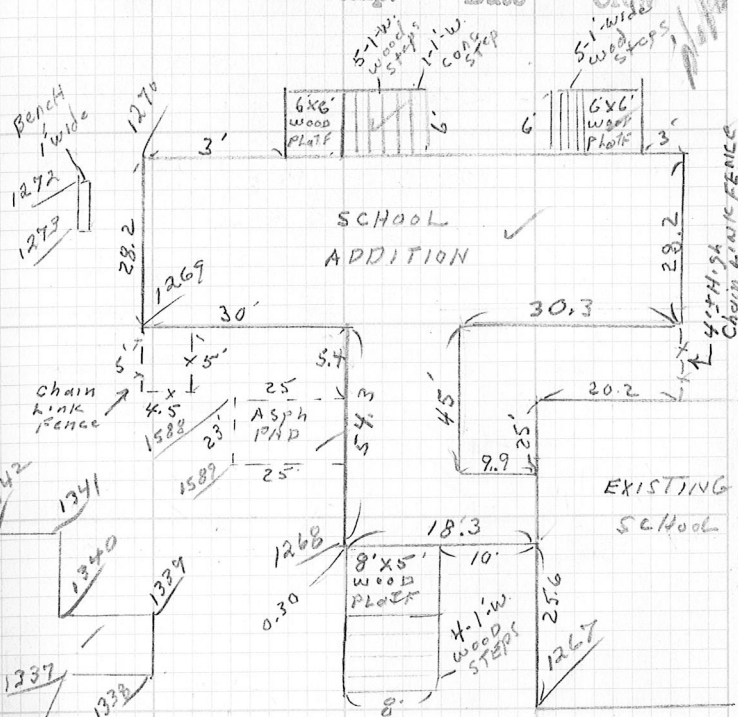 5-1'-W.
wood
steps
1-1'-W.
conc
step
5-1'-wide
wood
steps
Bench
1' wide
1270
6'X6'
WOOD
PLATF
6'
6'
6'X6'
WOOD
PLATF
3'
3'
1272
1273
28.2
SCHOOL
ADDITION
28.2
4'± High
Chain LINK FENCE
1269
30'
30.3
5'
5'
4.5
chain
Link
Fence
5.4
54.3
25
ASph
PAD
23'
25
1588
1589
45'
25'
20.2
9.9
EXISTING
SCHOOL
1341
1340
1339
1337
1338
1268
0.30
18.3
8'X5'
WOOD
PLATF
10'
4-1'-W.
WOOD
STEPS
8'
25.6
1267